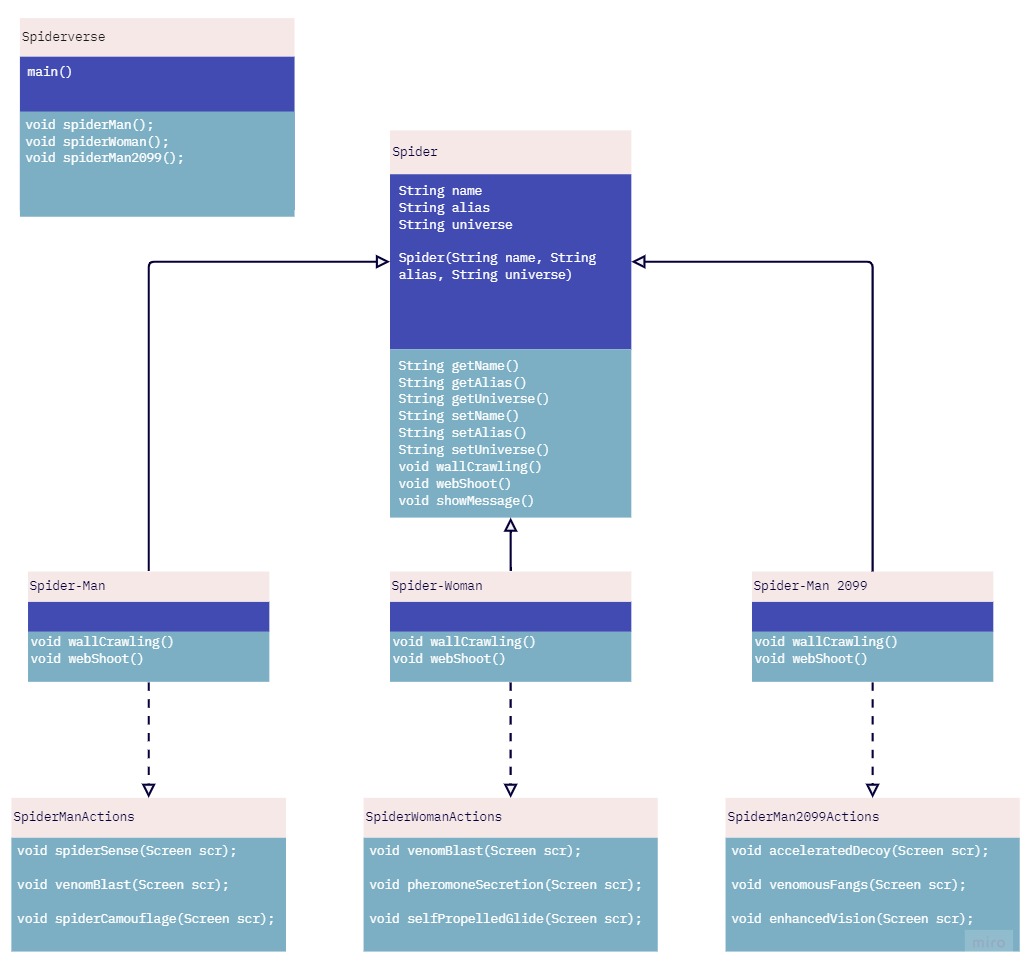 Spiderverse
main()
void spiderMan();
void spiderWoman();
void spiderMan2099();
Spider
String name
String alias
String universe
Spider(String name, String
alias, String universe)
String getName()
String getAlias()
String getUniverse()
String setName()
String setAlias()
String setUniverse()
void wallCrawling()
void webShoot()
void showMessage()
Spider-Man
void wallCrawling()
void webShoot()
Spider-Woman
void wallCrawling()
void webShoot()
Spider-Man 2099
void wallCrawling()
void webShoot()
SpiderManActions
void spiderSense(Screen scr);
void venomBlast(Screen scr);
void spiderCamouflage(Screen scr);
SpiderWomanActions
void venomBlast(Screen scr);
void pheromoneSecretion(Screen scr);
void selfPropelledGlide(Screen scr);
SpiderMan2099Actions
void acceleratedDecoy(Screen scr);
void venomousFangs(Screen scr);
void enhancedVision(Screen scr);
miro